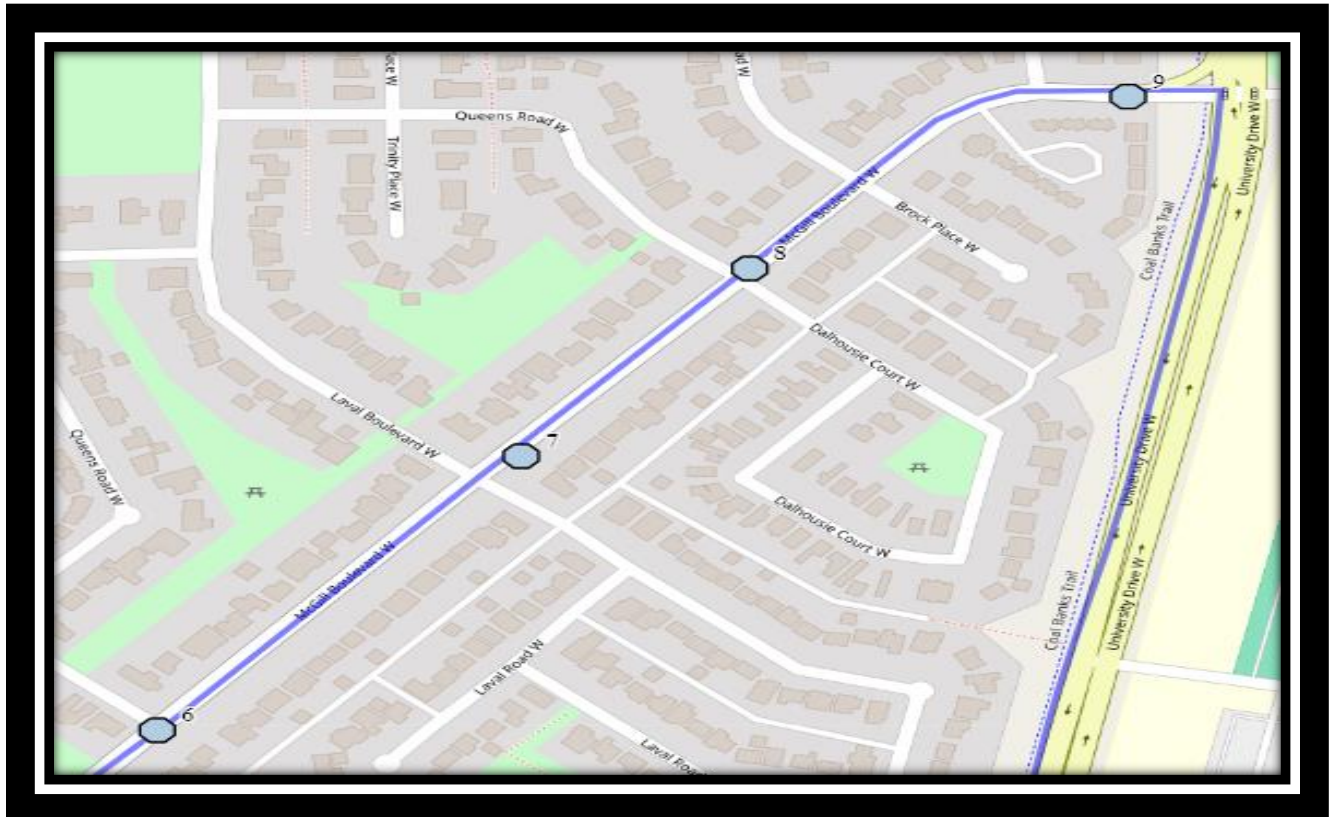 9
Queens Road W
Trinity Place W
University Drive W
McGill Boulevard W
Brock Place W
Coal Banks Trail
8
Dalhousie Court W
Laval Boulevard W
7
Queens Road W
University Drive W
Dalhousie Court W
McGill Boulevard W
Coal Banks Trail
University Drive W
Laval Road W
6